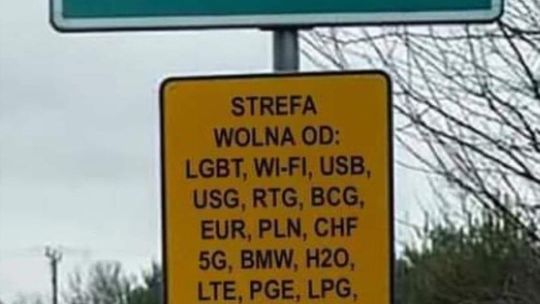 STREFA
WOLNA OD:
LGBT, WI-FI, USB,
USG, RTG, BCG,
EUR, PLN, CHF
5G, BMW, H2O,
LTE, PGE, LPG,